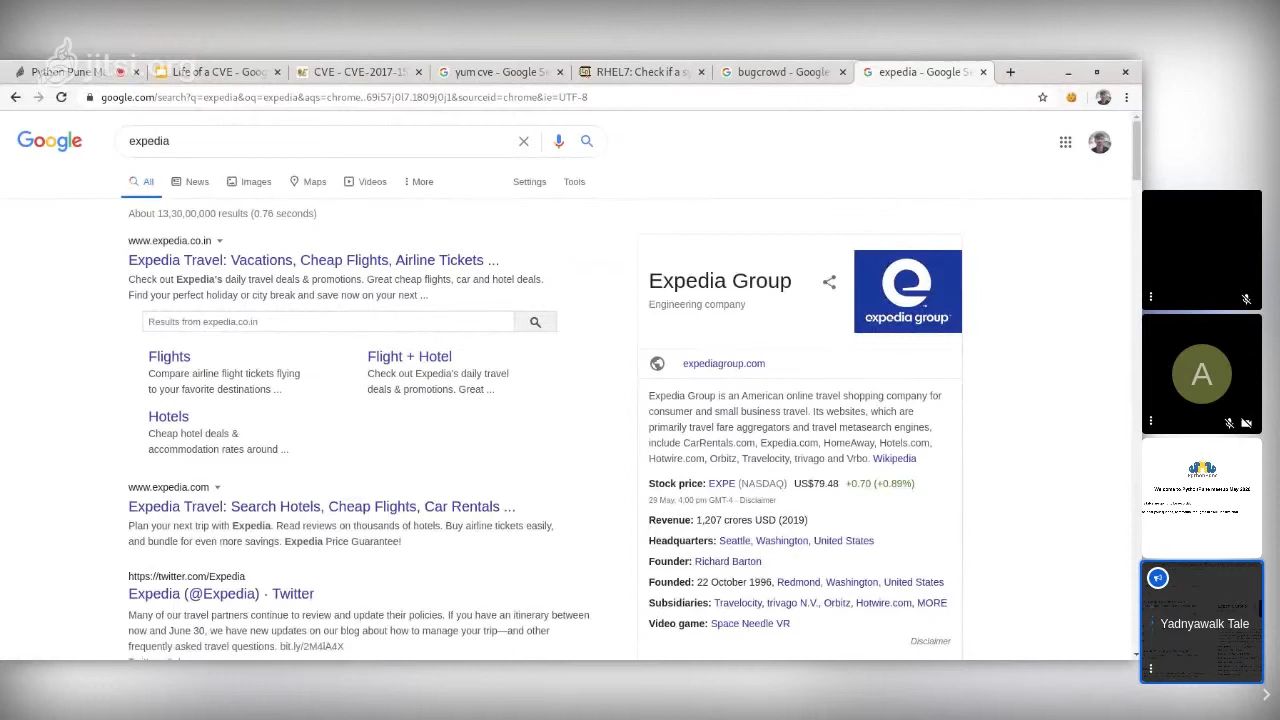 jitsi.org
Python Pune Me
Life of a CVE - Goog
CVE - CVE-2017-15
yum cve - Google Se
RHEL7: Check if a s
bugcrowd - Google
expedia - Google Se
google.com/search?q=expedia&oq=expedia&aqs=chrome..69i57j0l7.1809j0j1&sourceid=chrome&ie=UTF-8
Google
expedia
All
News
Images
Maps
Videos
More
Settings
Tools
About 13,30,00,000 results (0.76 seconds)
www.expedia.co.in
Expedia Travel: Vacations, Cheap Flights, Airline Tickets ...
Check out Expedia's daily travel deals & promotions. Great cheap flights, car and hotel deals.
Find your perfect holiday or city break and save now on your next ...
Results from expedia.co.in
Flights
Compare airline flight tickets flying
to your favorite destinations ...
Flight + Hotel
Check out Expedia's daily travel
deals & promotions. Great ...
Hotels
Cheap hotel deals &
accommodation rates around ...
www.expedia.com
Expedia Travel: Search Hotels, Cheap Flights, Car Rentals ...
Plan your next trip with Expedia. Read reviews on thousands of hotels. Buy airline tickets easily,
and bundle for even more savings. Expedia Price Guarantee!
https://twitter.com/Expedia
Expedia (@Expedia) · Twitter
Many of our travel partners continue to review and update their policies. If you have an itinerary between
now and June 30, we have new updates on our blog about how to manage your trip—and other
frequently asked travel questions. bit.ly/2M4lA4X
Expedia Group
Engineering company
expedia group
expediagroup.com
Expedia Group is an American online travel shopping company for
consumer and small business travel. Its websites, which are
primarily travel fare aggregators and travel metasearch engines,
include CarRentals.com, Expedia.com, HomeAway, Hotels.com,
Hotwire.com, Orbitz, Travelocity, trivago and Vrbo. Wikipedia
Stock price: EXPE (NASDAQ) US$79.48 +0.70 (+0.89%)
29 May, 4:00 pm GMT-4 - Disclaimer
Revenue: 1,207 crores USD (2019)
Headquarters: Seattle, Washington, United States
Founder: Richard Barton
Founded: 22 October 1996, Redmond, Washington, United States
Subsidiaries: Travelocity, trivago N.V., Orbitz, Hotwire.com, MORE
Video game: Space Needle VR
Disclaimer
A
Welcome to PythonPune meetup May 2020
Yadnyawalk Tale